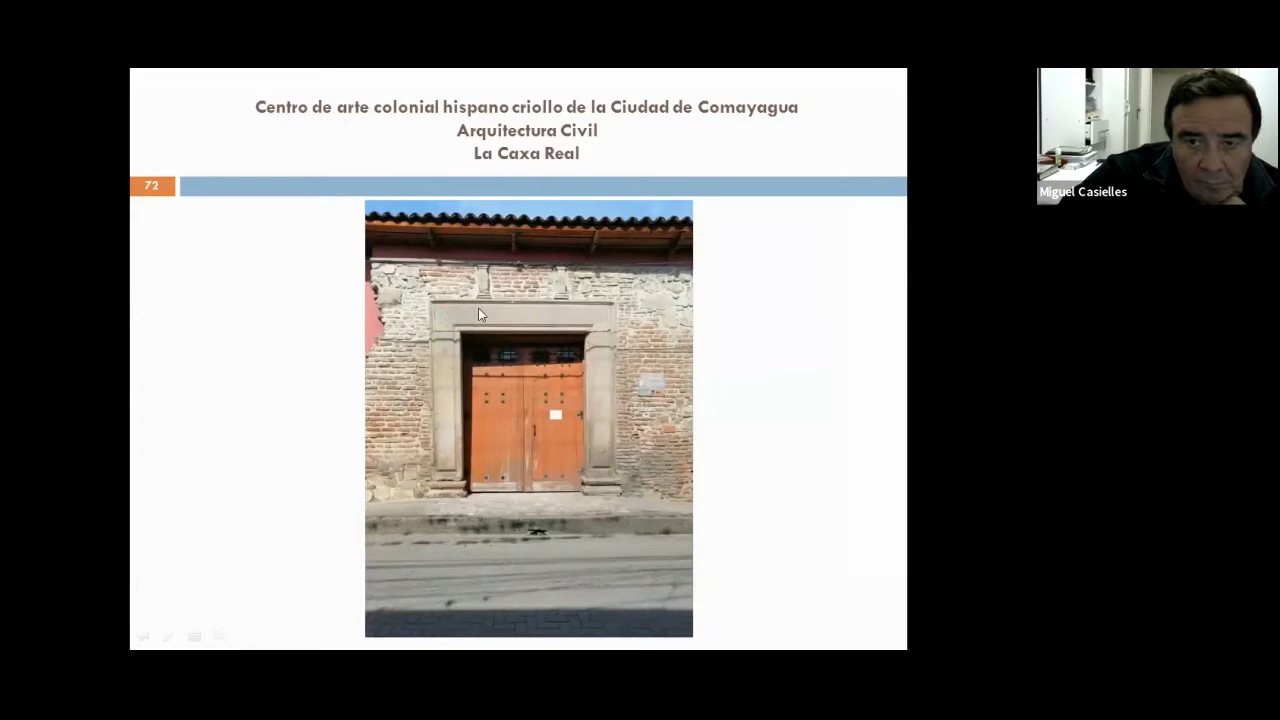 Centro de arte colonial hispano criollo de la Ciudad de Comayagua
Arquitectura Civil
La Caxa Real
72
Miguel Casielles